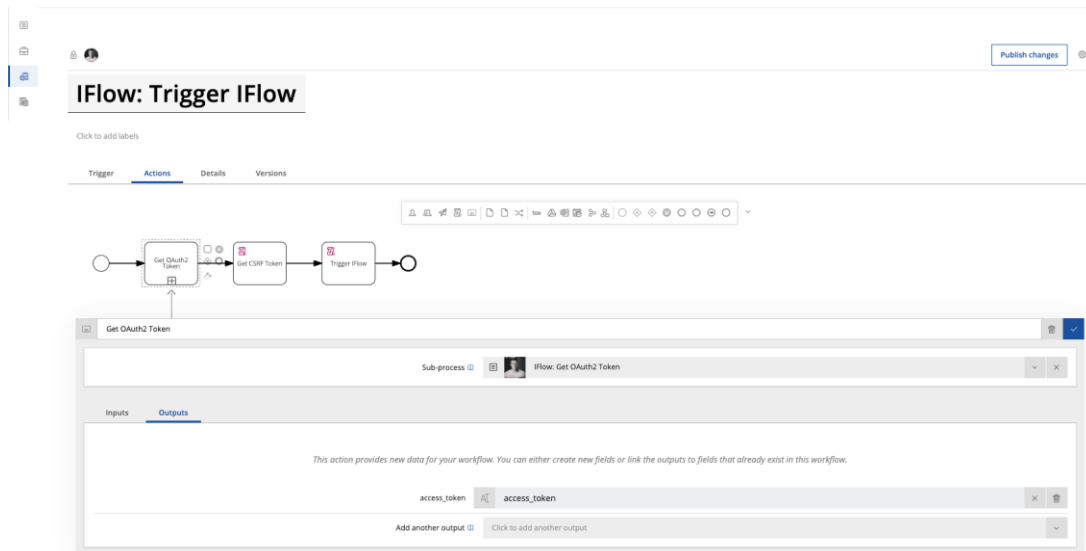 Publish changes
IFlow: Trigger IFlow
Click to add labels
Trigger Actions Details Versions
Get OAuth2
Token
Get CSRF Token
Trigger IFlow
Get OAuth2 Token
Sub-process
IFlow: Get OAuth2 Token
Inputs Outputs
This action provides new data for your workflow. You can either create new fields or link the outputs to fields that already exist in this workflow.
access_token
access_token
Add another output
Click to add another output